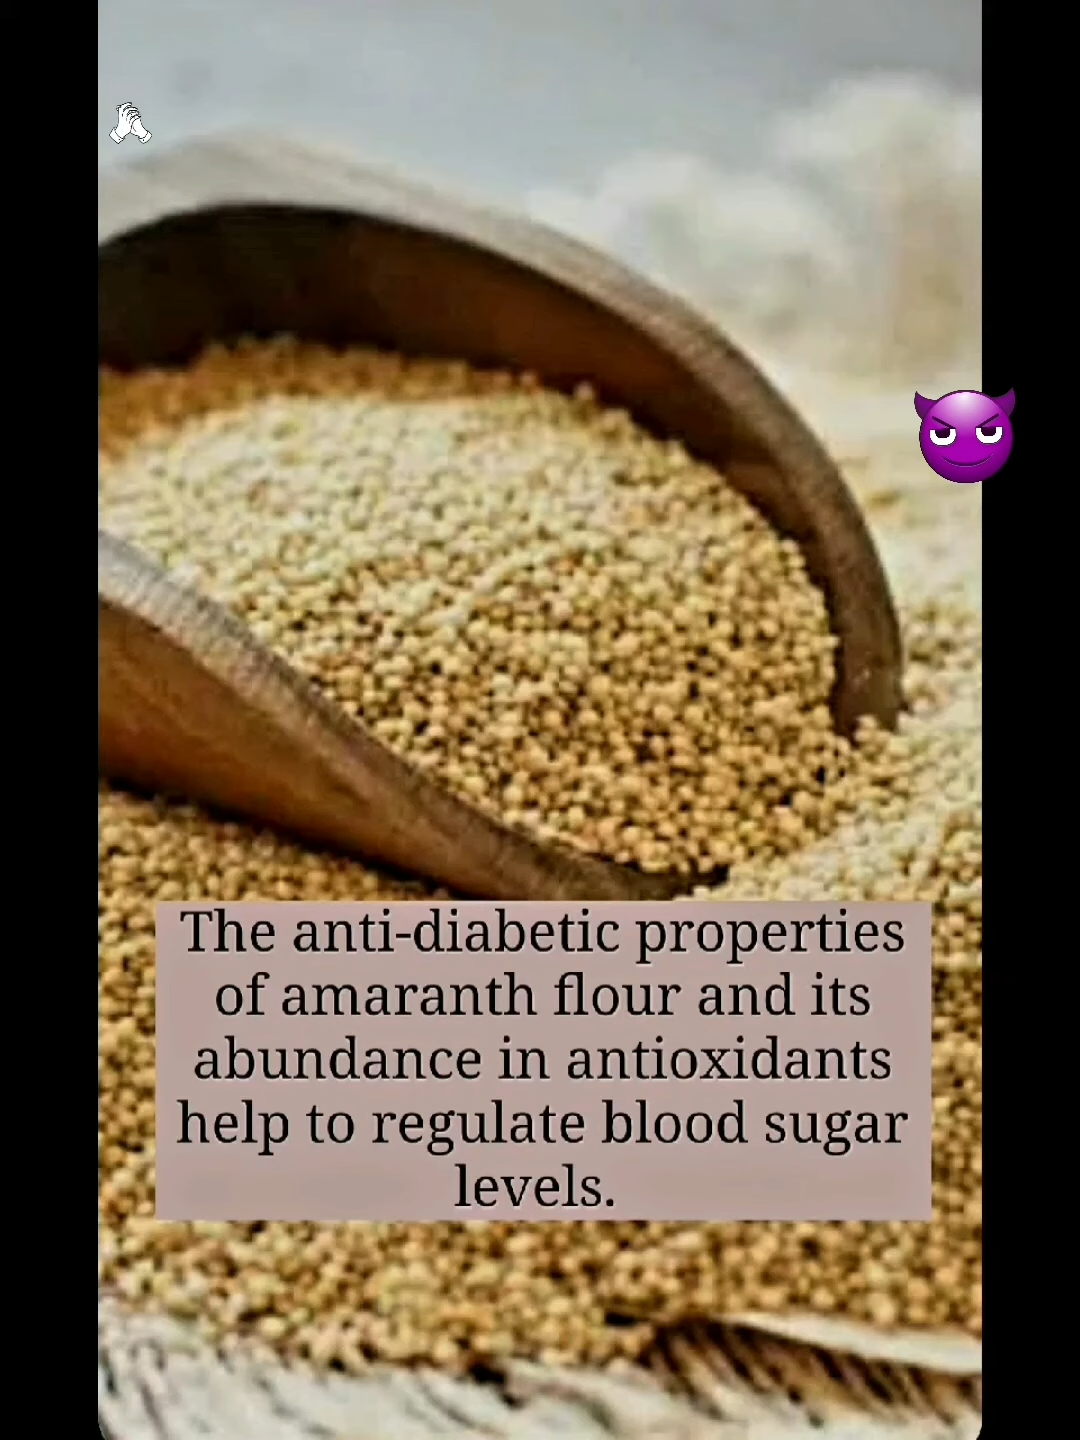 The anti-diabetic properties
of amaranth flour and its
abundance in antioxidants
help to regulate blood sugar
levels.